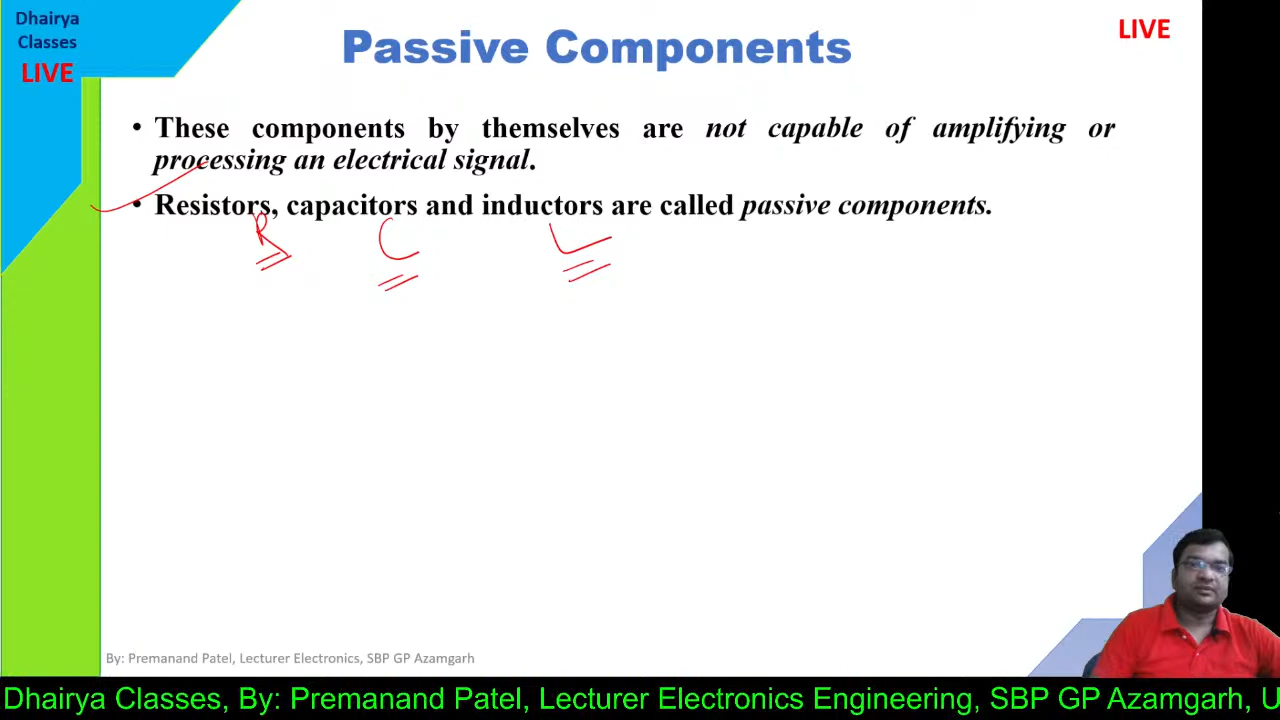 Dhairya
Classes
LIVE
Passive Components
LIVE
• These components by themselves are not capable of amplifying or
processing an electrical signal.
• Resistors, capacitors and inductors are called passive components.
R C L
By: Premanand Patel, Lecturer Electronics, SBP GP Azamgarh
Dhairya Classes, By: Premanand Patel, Lecturer Electronics Engineering, SBP GP Azamgarh, U